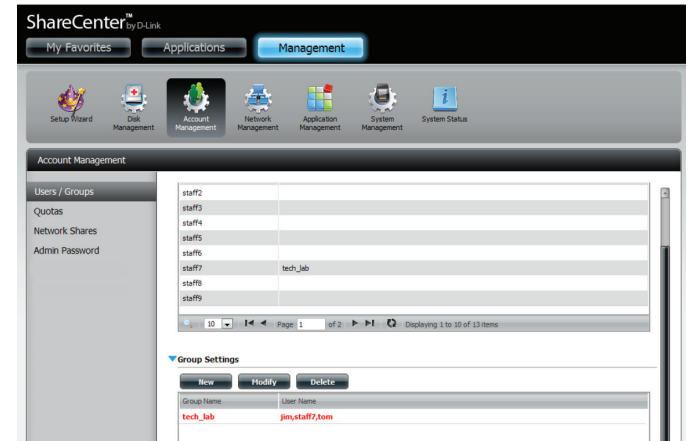 ShareCenter™ by D-Link
My Favorites Applications Management
Setup Wizard Disk Management Account Management Network Management Application Management System Management System Status
Account Management
Users / Groups
Quotas
Network Shares
Admin Password
staff2
staff3
staff4
staff5
staff6
staff7 tech_lab
staff8
staff9
10 Page 1 of 2 Displaying 1 to 10 of 13 items
Group Settings
New Modify Delete
Group Name User Name
tech_lab jim,staff7,tom